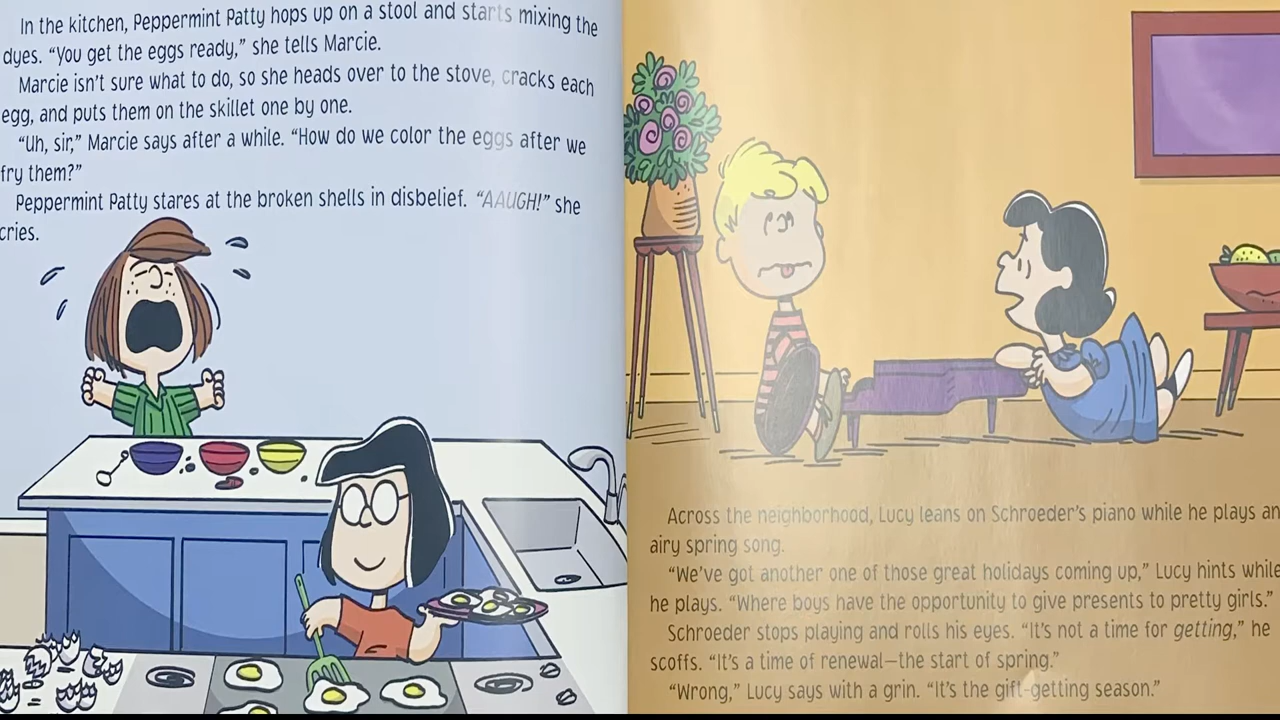 In the kitchen, Peppermint Patty hops up on a stool and starts mixing the
dyes. “You get the eggs ready,” she tells Marcie.
Marcie isn’t sure what to do, so she heads over to the stove, cracks each
egg, and puts them on the skillet one by one.
“Uh, sir,” Marcie says after a while. “How do we color the eggs after we
fry them?”
Peppermint Patty stares at the broken shells in disbelief. “AAUGH!” she
cries.
Across the neighborhood, Lucy leans on Schroeder’s piano while he plays an
airy spring song.
“We’ve got another one of those great holidays coming up,” Lucy hints while
he plays. “Where boys have the opportunity to give presents to pretty girls.”
Schroeder stops playing and rolls his eyes. “It’s not a time for getting,” he
scoffs. “It’s a time of renewal—the start of spring.”
“Wrong,” Lucy says with a grin. “It’s the gift-getting season.”